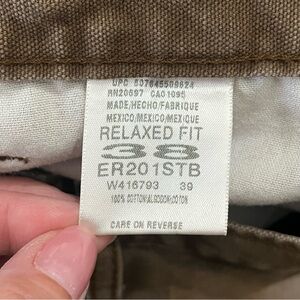 UPC 607645509824
RN20697 CA01095
MADE/HECHO/FABRIQUE
MEXICO/MEXICO/MEXIQUE
RELAXED FIT
38
ER201STB
W416793 39
100% COTTON/ALGODON/COTON
CARE ON REVERSE